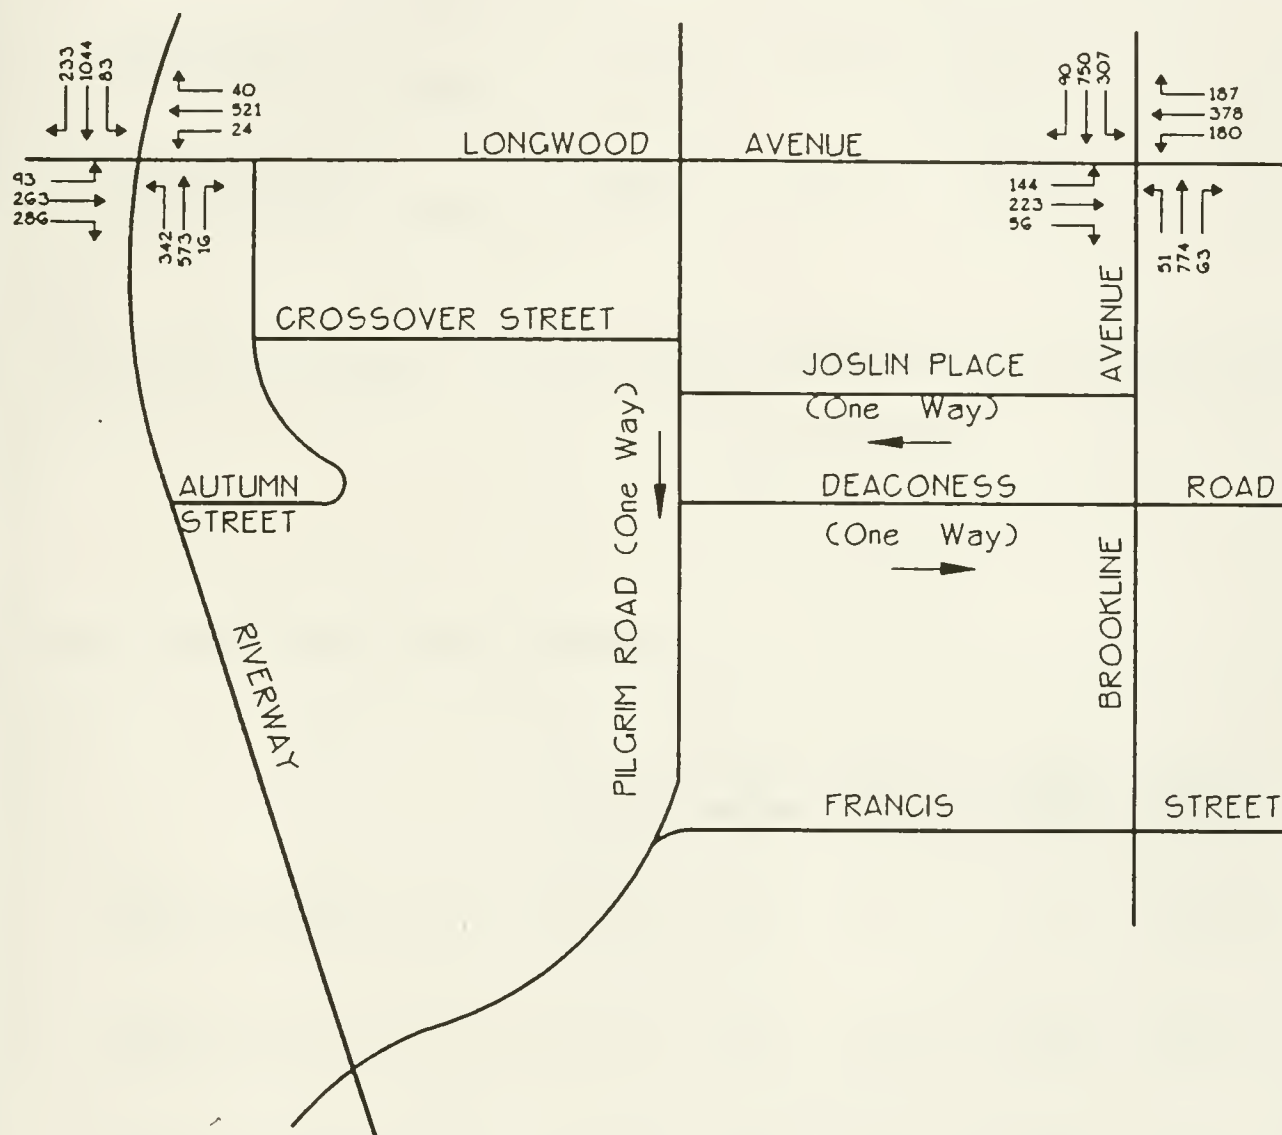 233
1044
83
40
521
24
93
263
286
342
573
16
LONGWOOD AVENUE
90
750
307
187
378
180
144
223
56
51
774
63
CROSSOVER STREET
JOSLIN PLACE
(One Way)
DEACONESS ROAD
(One Way)
AUTUMN
STREET
RIVERWAY
PILGRIM ROAD (One Way)
BROOKLINE AVENUE
FRANCIS STREET